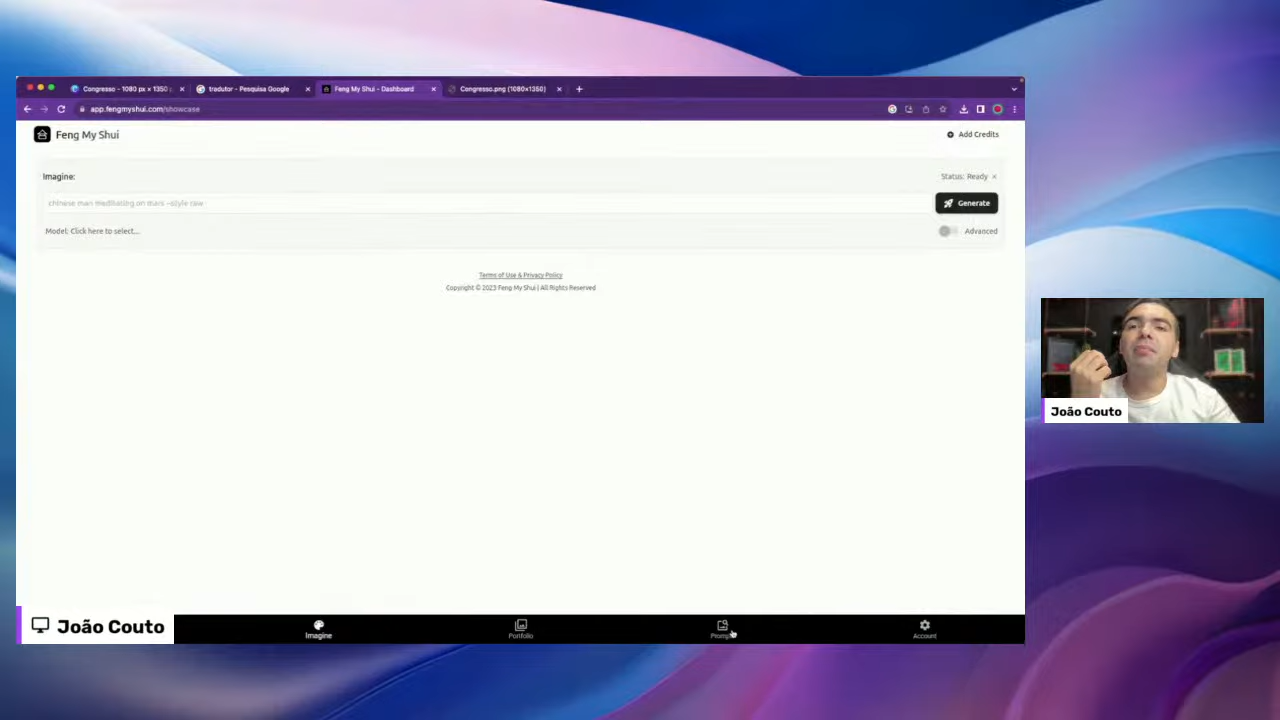 Congresso - 1080 px × 1350
tradutor - Pesquisa Google
Feng My Shui - Dashboard
Congresso.png (1080×1350)
app.fengmyshui.com/showcase
Feng My Shui
Add Credits
Imagine:
Status: Ready ×
chinese man meditating on mars --style raw
Generate
Model: Click here to select...
Advanced
Terms of Use & Privacy Policy
Copyright © 2023 Feng My Shui | All Rights Reserved
João Couto
João Couto
Imagine
Portfolio
Account